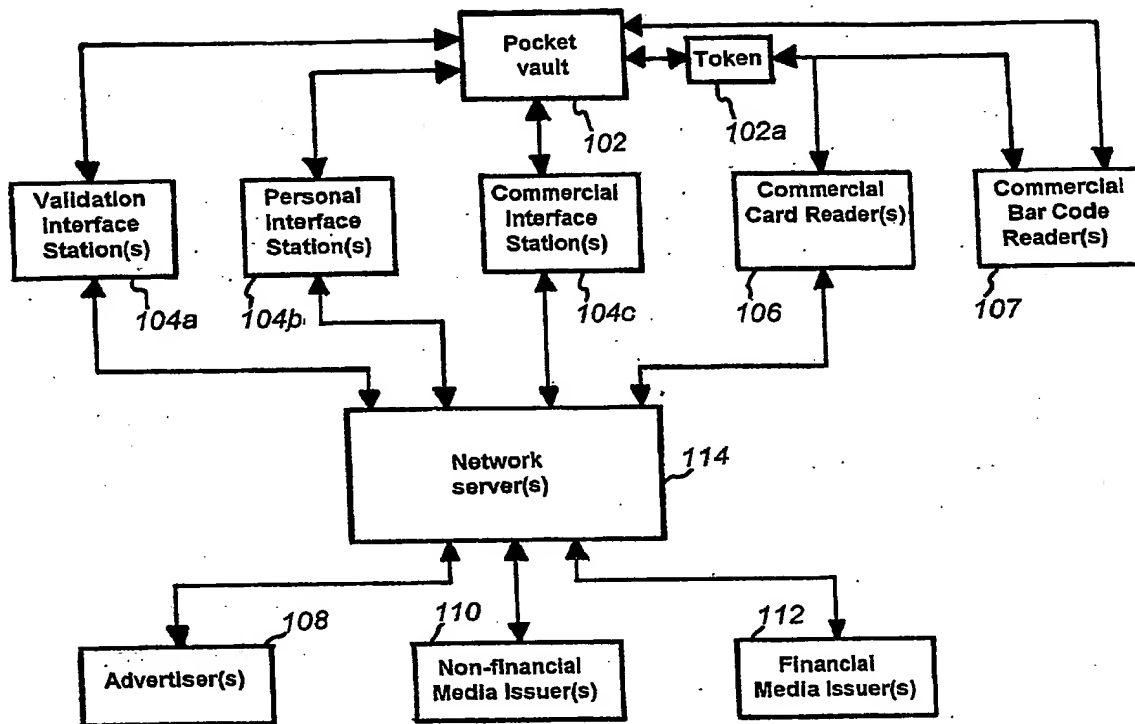 Pocket
vault
Token
102
102a
Validation
Interface
Station(s)
Personal
Interface
Station(s)
Commercial
Interface
Station(s)
Commercial
Card Reader(s)
Commercial
Bar Code
Reader(s)
104a
104b
104c
106
107
Network
server(s)
114
108
110
112
Advertiser(s)
Non-financial
Media Issuer(s)
Financial
Media Issuer(s)